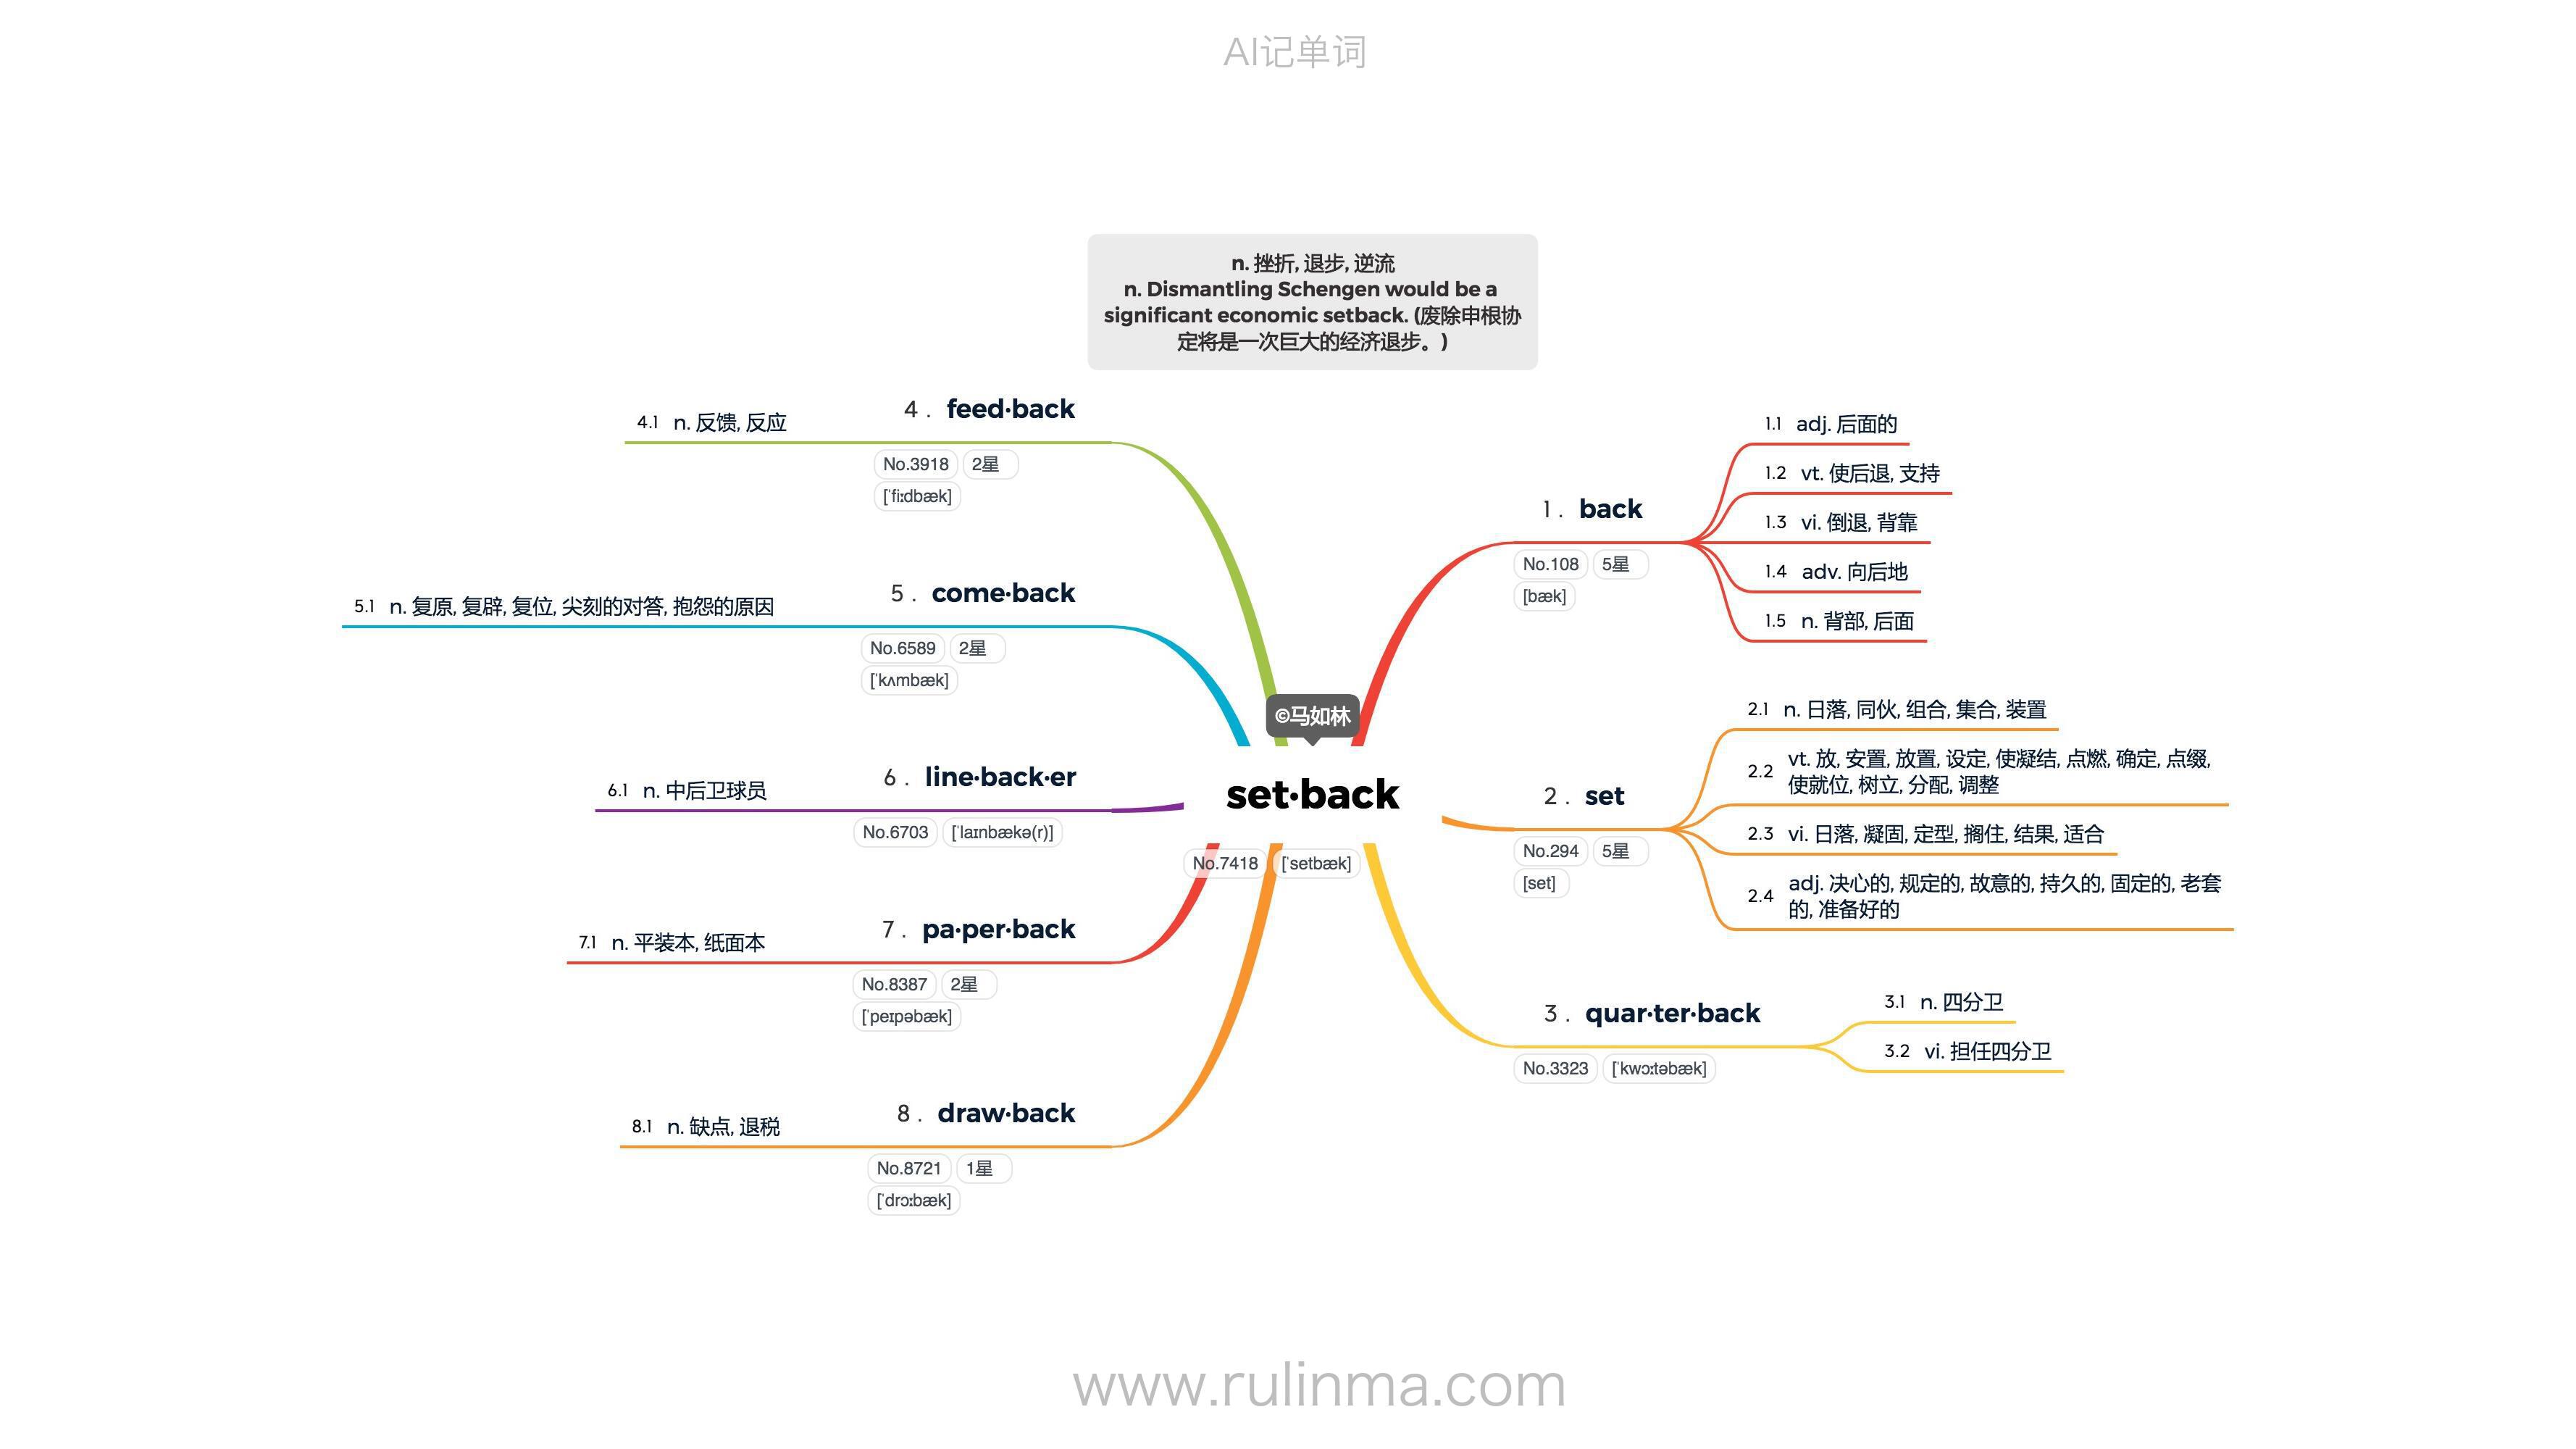 AI记单词
n. 挫折, 退步, 逆流
n. Dismantling Schengen would be a
significant economic setback. (废除申根协
定将是一次巨大的经济退步。)
©马如林
set·back
No.7418 [ˈsetbæk]
1 . back
No.108 5星
[bæk]
1.1 adj. 后面的
1.2 vt. 使后退, 支持
1.3 vi. 倒退, 背靠
1.4 adv. 向后地
1.5 n. 背部, 后面
2 . set
No.294 5星
[set]
2.1 n. 日落, 同伙, 组合, 集合, 装置
2.2 vt. 放, 安置, 放置, 设定, 使凝结, 点燃, 确定, 点缀,
使就位, 树立, 分配, 调整
2.3 vi. 日落, 凝固, 定型, 搁住, 结果, 适合
2.4 adj. 决心的, 规定的, 故意的, 持久的, 固定的, 老套
的, 准备好的
3 . quar·ter·back
No.3323 [ˈkwɔːtəbæk]
3.1 n. 四分卫
3.2 vi. 担任四分卫
4 . feed·back
No.3918 2星
[ˈfiːdbæk]
4.1 n. 反馈, 反应
5 . come·back
No.6589 2星
[ˈkʌmbæk]
5.1 n. 复原, 复辟, 复位, 尖刻的对答, 抱怨的原因
6 . line·back·er
No.6703 [ˈlaɪnbækə(r)]
6.1 n. 中后卫球员
7 . pa·per·back
No.8387 2星
[ˈpeɪpəbæk]
7.1 n. 平装本, 纸面本
8 . draw·back
No.8721 1星
[ˈdrɔːbæk]
8.1 n. 缺点, 退税
www.rulinma.com